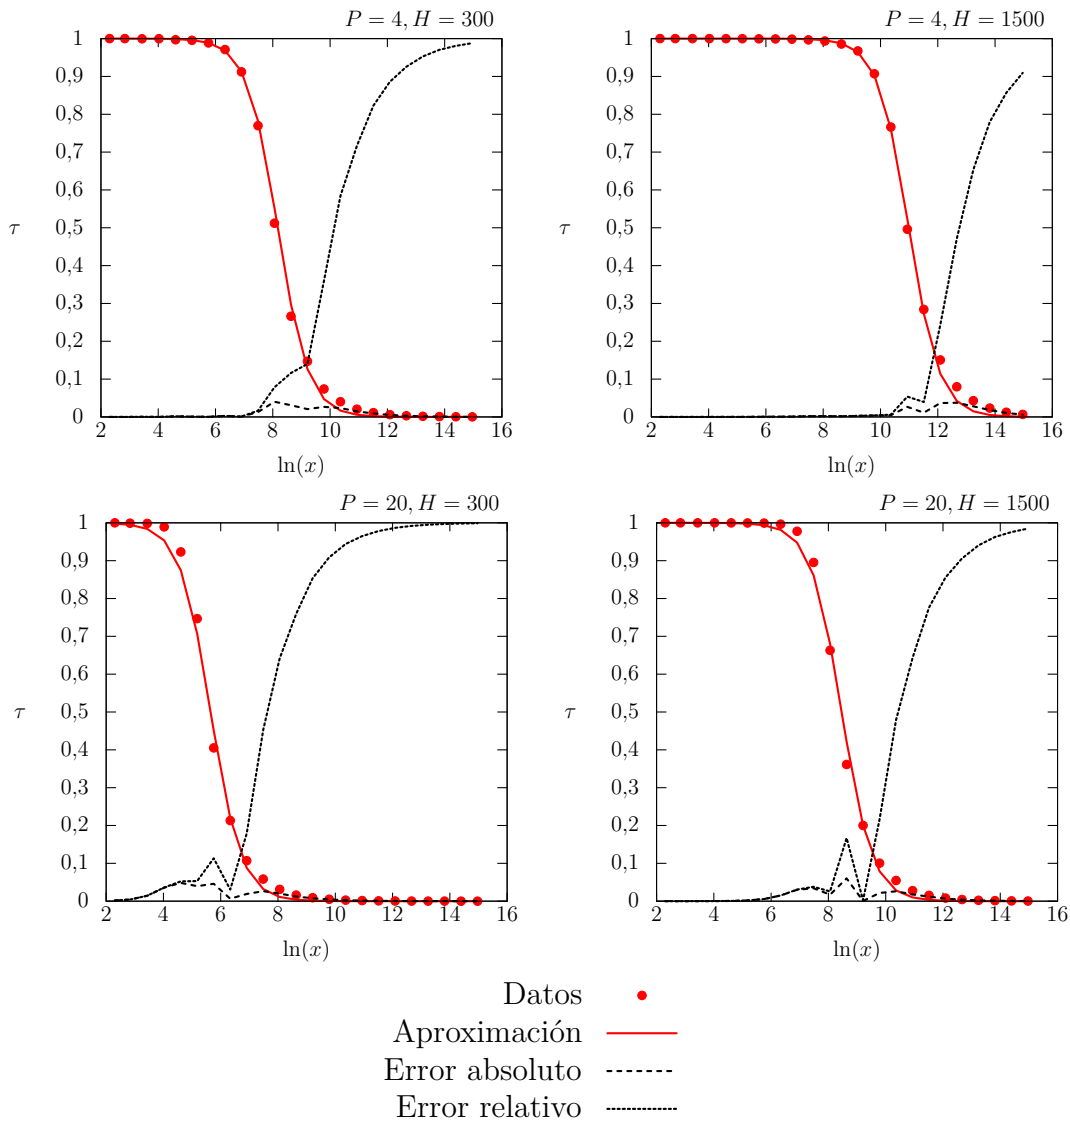 P = 4, H = 300
1
0,9
0,8
0,7
0,6
0,5
0,4
0,3
0,2
0,1
0
τ
2 4 6 8 10 12 14 16
ln(x)
P = 4, H = 1500
1
0,9
0,8
0,7
0,6
0,5
0,4
0,3
0,2
0,1
0
τ
2 4 6 8 10 12 14 16
ln(x)
P = 20, H = 300
1
0,9
0,8
0,7
0,6
0,5
0,4
0,3
0,2
0,1
0
τ
2 4 6 8 10 12 14 16
ln(x)
P = 20, H = 1500
1
0,9
0,8
0,7
0,6
0,5
0,4
0,3
0,2
0,1
0
τ
2 4 6 8 10 12 14 16
ln(x)
Datos
Aproximación
Error absoluto
Error relativo